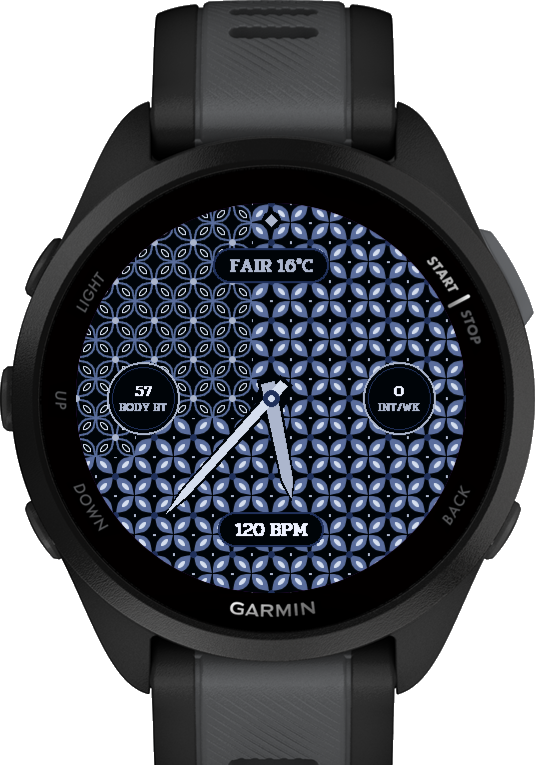 FAIR 16°C
LIGHT
START
STOP
57
BODY BT
0
INT/WK
UP
DOWN
BACK
120 BPM
GARMIN